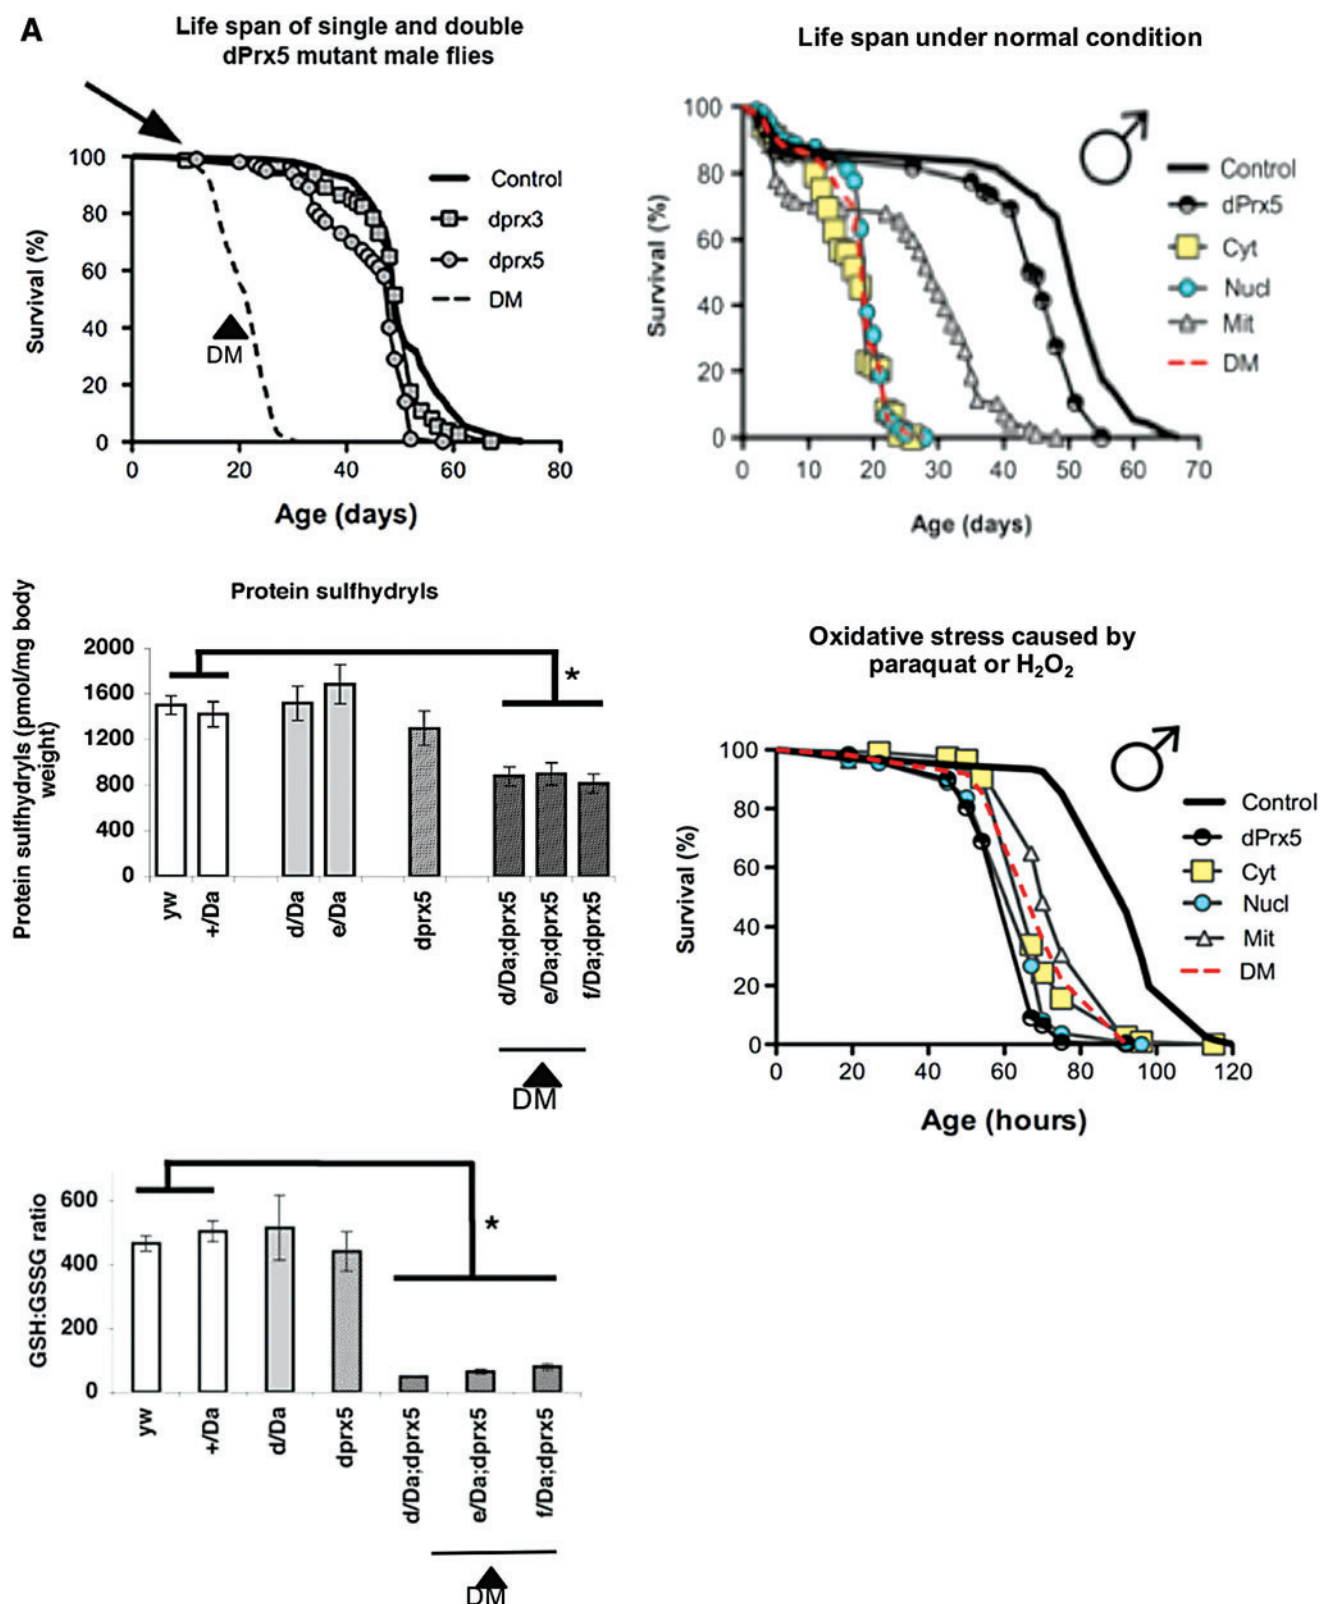 A
Life span of single and double
dPrx5 mutant male flies
Survival (%)
100
80
60
40
20
0
0 20 40 60 80
Age (days)
Control
dprx3
dprx5
DM
DM
Life span under normal condition
Survival (%)
100
80
60
40
20
0
0 10 20 30 40 50 60 70
Age (days)
Control
dPrx5
Cyt
Nucl
Mit
DM
Protein sulfhydryls
Protein sulfhydryls (pmol/mg body
weight)
2000
1600
1200
800
400
0
yw
+/Da
d/Da
e/Da
dprx5
d/Da;dprx5
e/Da;dprx5
f/Da;dprx5
*
DM
Oxidative stress caused by
paraquat or H₂O₂
Survival (%)
100
80
60
40
20
0
0 20 40 60 80 100 120
Age (hours)
Control
dPrx5
Cyt
Nucl
Mit
DM
GSH:GSSG ratio
600
400
200
0
yw
+/Da
d/Da
dprx5
d/Da;dprx5
e/Da;dprx5
f/Da;dprx5
*
DM